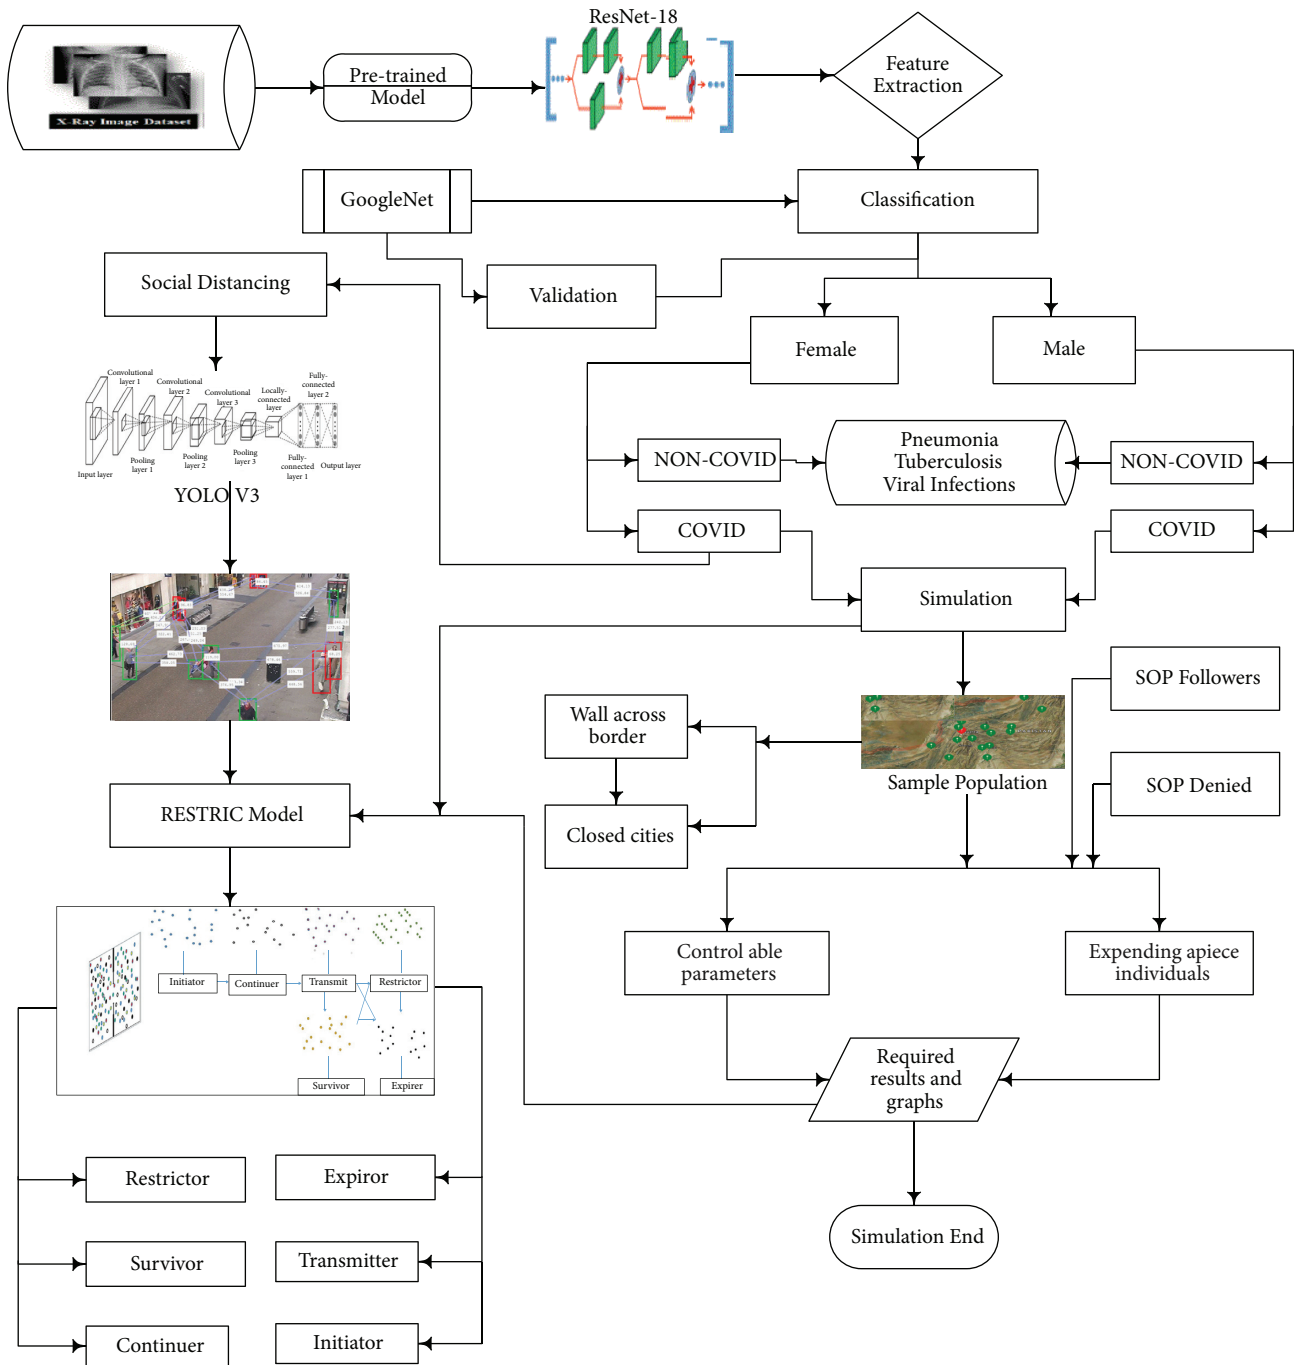 ResNet-18
X-Ray Image Dataset
Pre-trained
Model
Feature
Extraction
GoogleNet
Classification
Social Distancing
Validation
Female
Male
Convolutional
layer 1
Convolutional
layer 2
Convolutional
layer 3
Locally-
connected
layer
Fully-
connected
layer 2
Input layer
Pooling
layer 1
Pooling
layer 2
Pooling
layer 3
Fully-
connected
layer 1
Output layer
YOLO V3
NON-COVID
Pneumonia
Tuberculosis
Viral Infections
NON-COVID
COVID
COVID
Simulation
SOP Followers
Wall across
border
Sample Population
SOP Denied
RESTRIC Model
Closed cities
Control able
parameters
Expending apiece
individuals
Initiator
Continuer
Transmit
Restrictor
Survivor
Expirer
Required
results and
graphs
Restrictor
Expiror
Survivor
Transmitter
Simulation End
Continuer
Initiator